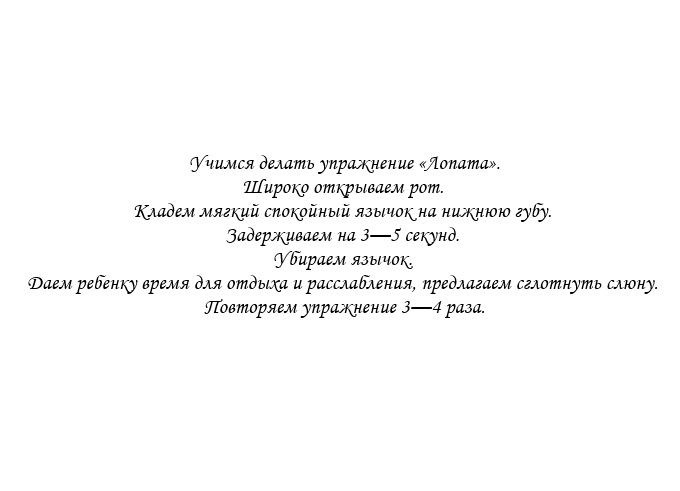 Учимся делать упражнение «Лопата».
Широко открываем рот.
Кладем мягкий спокойный язычок на нижнюю губу.
Задерживаем на 3—5 секунд.
Убираем язычок.
Даем ребенку время для отдыха и расслабления, предлагаем сглотнуть слюну.
Повторяем упражнение 3—4 раза.